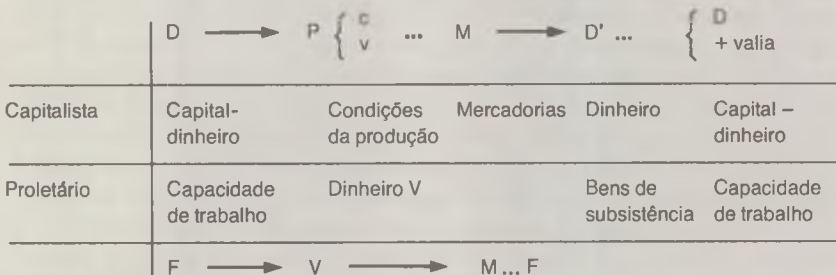 D ⟶ P { c ... M ⟶ D' ... { D
v + valia
Capitalista Capital- Condições Mercadorias Dinheiro Capital –
dinheiro da produção dinheiro
Proletário Capacidade Dinheiro V Bens de Capacidade
de trabalho subsistência de trabalho
F ⟶ V ⟶ M ... F